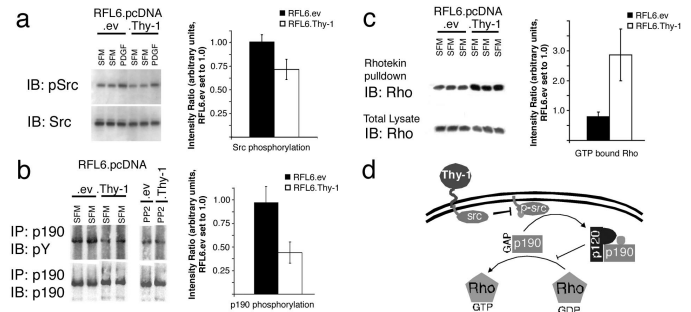 a
RFL6.pcDNA
.ev .Thy-1
SFM SFM PDGF SFM SFM PDGF
IB: pSrc
IB: Src
Intensity Ratio (arbitrary units, RFL6.ev set to 1.0)
1.00
0.75
0.50
0.25
RFL6.ev
RFL6.Thy-1
Src phosphorylation
b
RFL6.pcDNA
.ev .Thy-1 .ev .Thy-1
SFM SFM SFM SFM PP2 PP2
IP: p190
IB: pY
IP: p190
IB: p190
Intensity Ratio (arbitrary units, RFL6.ev set to 1.0)
1.00
0.75
0.50
0.25
RFL6.ev
RFL6.Thy-1
p190 phosphorylation
c
RFL6.pcDNA
.ev .Thy-1
SFM SFM SFM SFM SFM SFM
Rhotekin
pulldown
IB: Rho
Total Lysate
IB: Rho
Intensity Ratio (arbitrary units, RFL6.ev set to 1.0)
3.0
2.0
1.0
RFL6.ev
RFL6.Thy-1
GTP bound Rho
d
Thy-1
src
p-src
GAP
p190
p120
p190
Rho
GTP
Rho
GDP